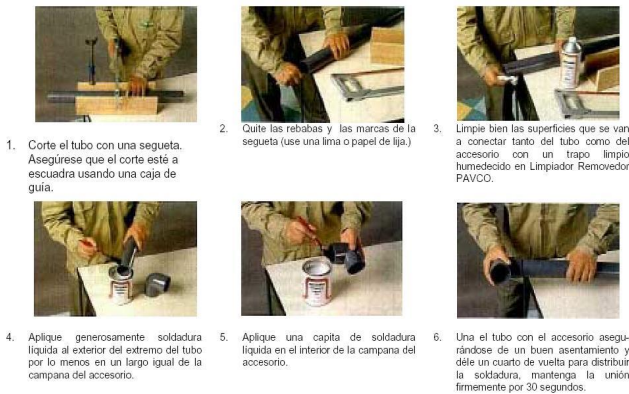 1. Corte el tubo con una segueta.
Asegúrese que el corte esté a
escuadra usando una caja de
guía.
2. Quite las rebabas y las marcas de la
segueta (use una lima o papel de lija.)
3. Limpie bien las superficies que se van
a conectar tanto del tubo como del
accesorio con un trapo limpio
humedecido en Limpiador Removedor
PAVCO.
4. Aplique generosamente soldadura
líquida al exterior del extremo del tubo
por lo menos en un largo igual de la
campana del accesorio.
5. Aplique una capita de soldadura
líquida en el interior de la campana del
accesorio.
6. Una el tubo con el accesorio asegu-
rándose de un buen asentamiento y
déle un cuarto de vuelta para distribuir
la soldadura, mantenga la unión
firmemente por 30 segundos.